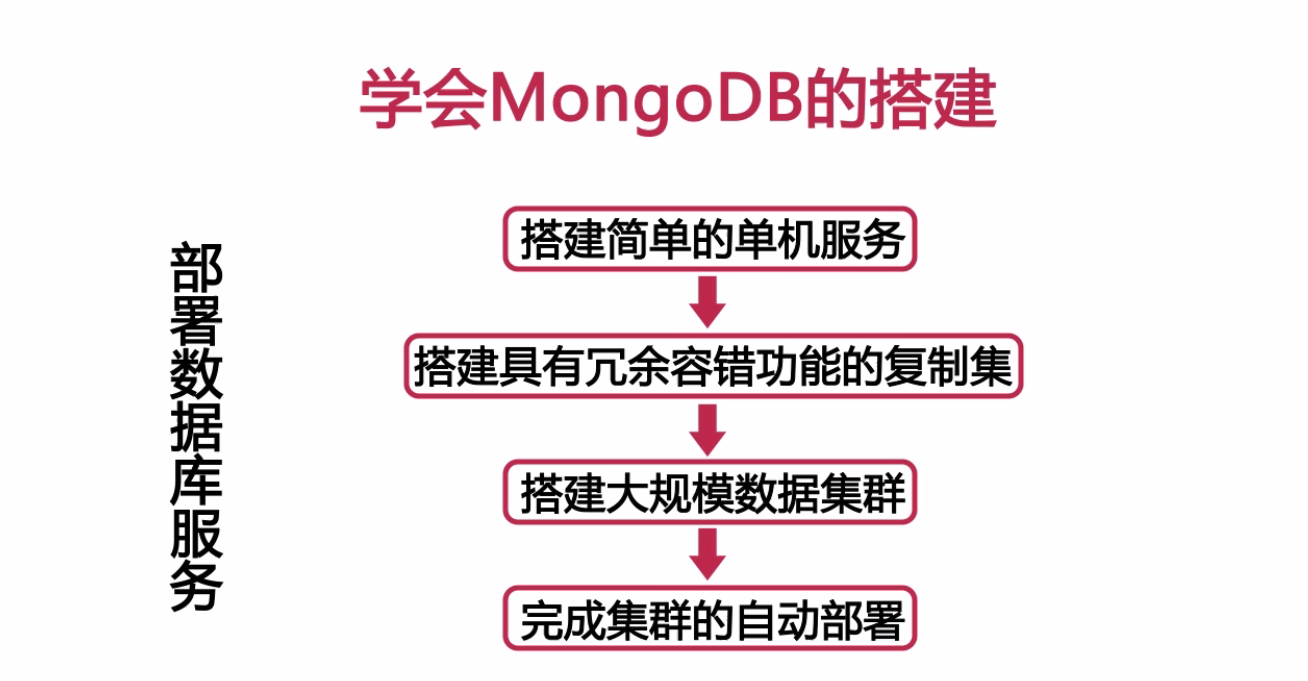 学会MongoDB的搭建
部署数据库服务
搭建简单的单机服务
搭建具有冗余容错功能的复制集
搭建大规模数据集群
完成集群的自动部署